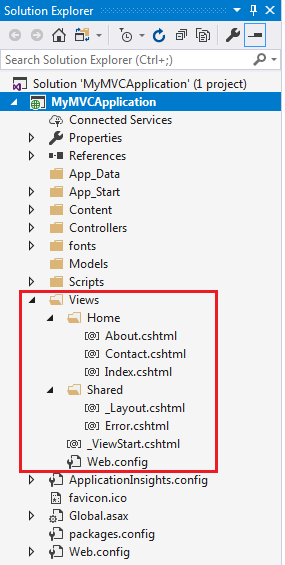 Solution Explorer
Search Solution Explorer (Ctrl+;)
Solution 'MyMVCApplication' (1 project)
MyMVCApplication
Connected Services
Properties
References
App_Data
App_Start
Content
Controllers
fonts
Models
Scripts
Views
Home
About.cshtml
Contact.cshtml
Index.cshtml
Shared
_Layout.cshtml
Error.cshtml
_ViewStart.cshtml
Web.config
ApplicationInsights.config
favicon.ico
Global.asax
packages.config
Web.config